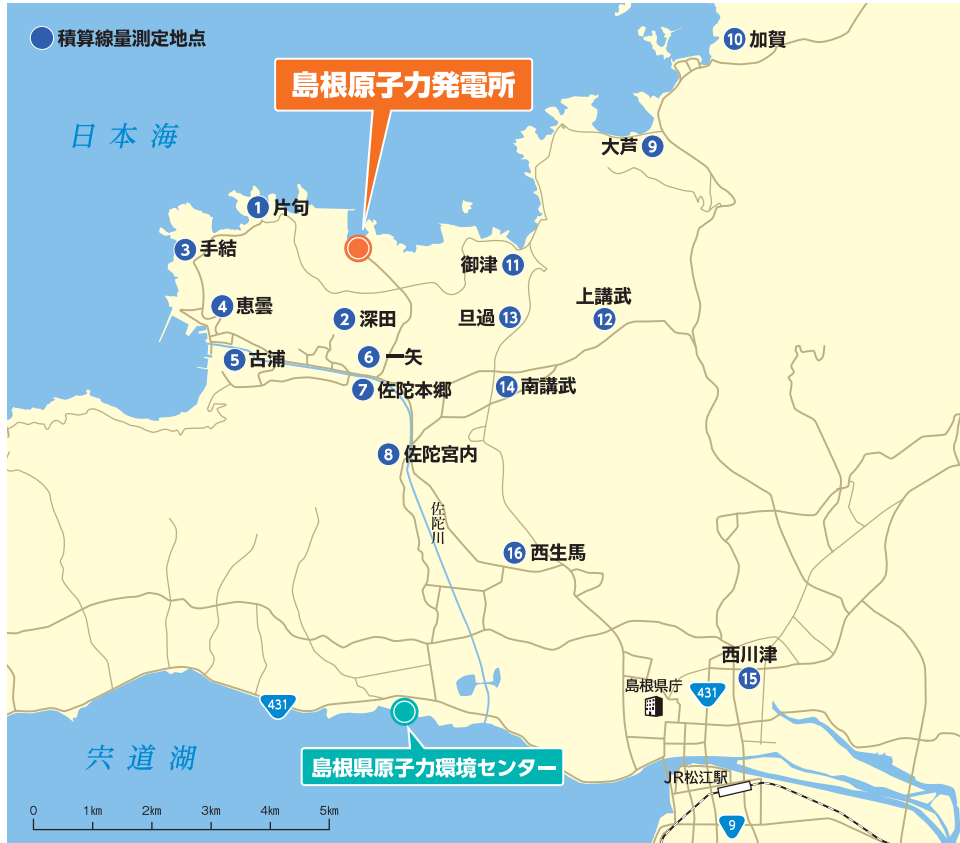 積算線量測定地点
10 加賀
島根原子力発電所
日本海
大芦 9
1 片句
3 手結
御津 11
4 恵曇
2 深田
旦過 13
上講武
12
5 古浦
6 一矢
7 佐陀本郷
14 南講武
8 佐陀宮内
佐陀川
16 西生馬
西川津
15
島根県庁
431
431
宍道湖
島根県原子力環境センター
JR松江駅
0 1km 2km 3km 4km 5km
9